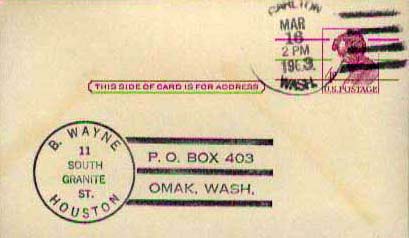 CARLTON
MAR
16
2 PM
1963
WASH.
U.S. POSTAGE
THIS SIDE OF CARD IS FOR ADDRESS
B. WAYNE
11
SOUTH
GRANITE
ST.
HOUSTON
P. O. BOX 403
OMAK, WASH.